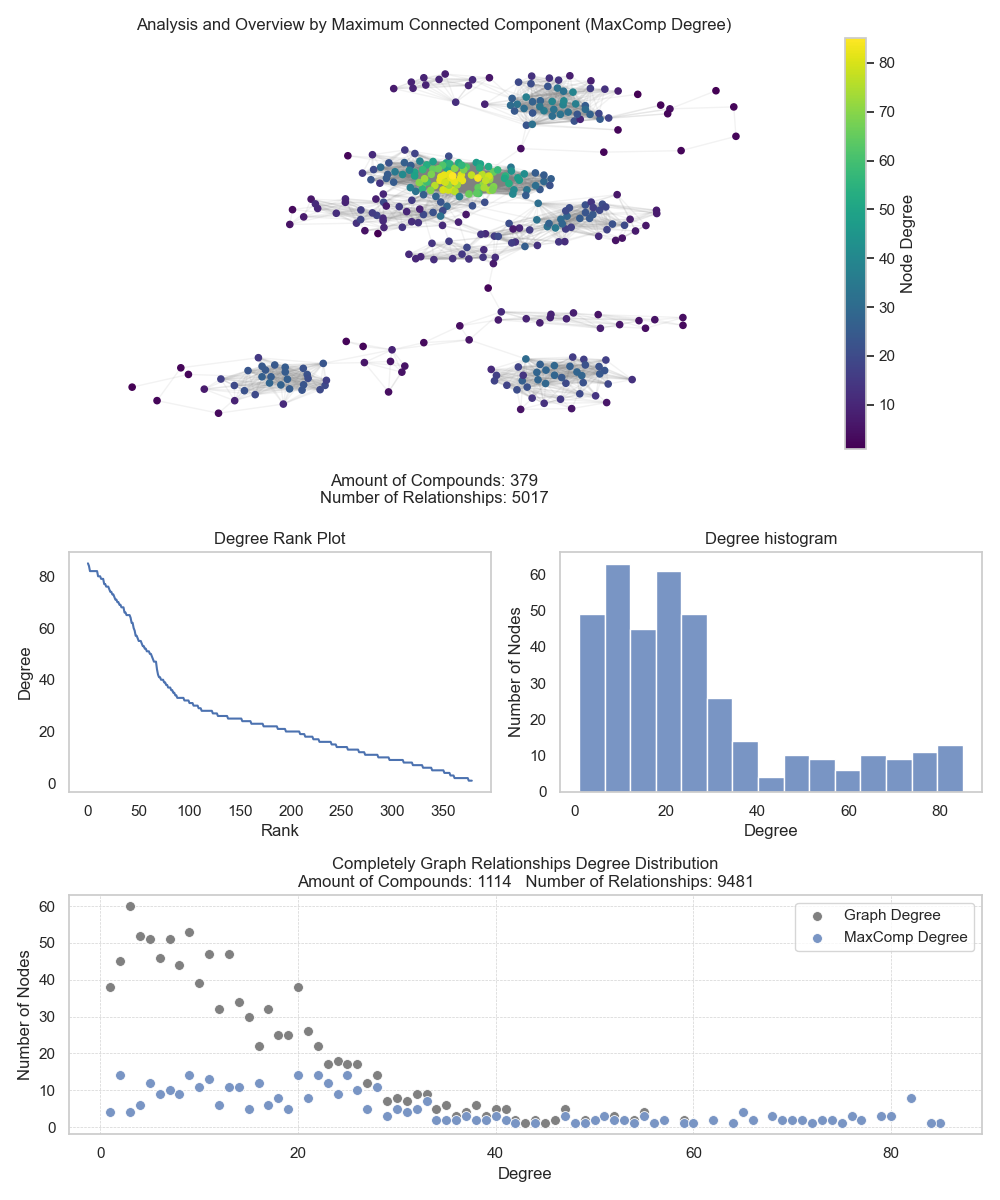 Analysis and Overview by Maximum Connected Component (MaxComp Degree)
80
70
60
50
40
30
20
10
Node Degree
Amount of Compounds: 379
Number of Relationships: 5017
Degree Rank Plot
Degree
80
60
40
20
0
0 50 100 150 200 250 300 350
Rank
Degree histogram
Number of Nodes
60
50
40
30
20
10
0
0 20 40 60 80
Degree
Completely Graph Relationships Degree Distribution
Amount of Compounds: 1114 Number of Relationships: 9481
Number of Nodes
60
50
40
30
20
10
0
Graph Degree
MaxComp Degree
0 20 40 60 80
Degree